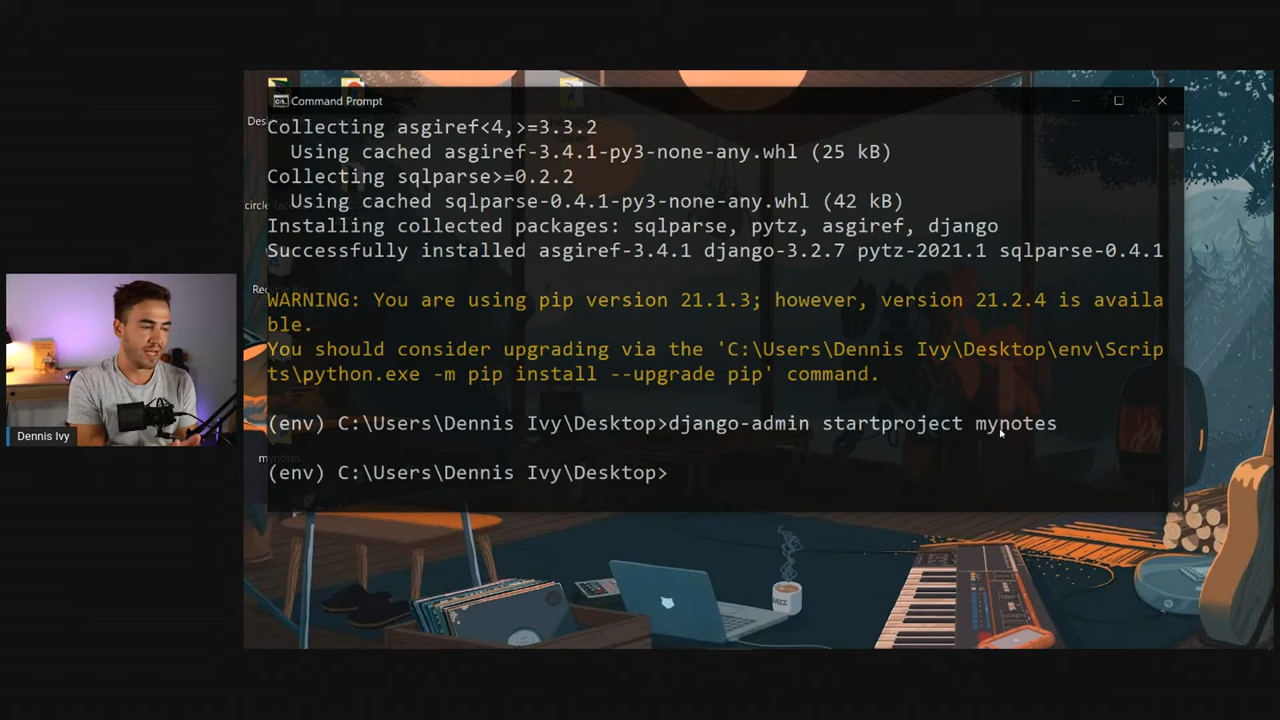 Command Prompt
Des
Collecting asgiref<4,>=3.3.2
Using cached asgiref-3.4.1-py3-none-any.whl (25 kB)
Collecting sqlparse>=0.2.2
circle
Using cached sqlparse-0.4.1-py3-none-any.whl (42 kB)
Installing collected packages: sqlparse, pytz, asgiref, django
Successfully installed asgiref-3.4.1 django-3.2.7 pytz-2021.1 sqlparse-0.4.1
Rec
WARNING: You are using pip version 21.1.3; however, version 21.2.4 is availa
ble.
You should consider upgrading via the 'C:\Users\Dennis Ivy\Desktop\env\Scrip
ts\python.exe -m pip install --upgrade pip' command.
(env) C:\Users\Dennis Ivy\Desktop>django-admin startproject mynotes
mynotes
(env) C:\Users\Dennis Ivy\Desktop>
Dennis Ivy
JAZZ